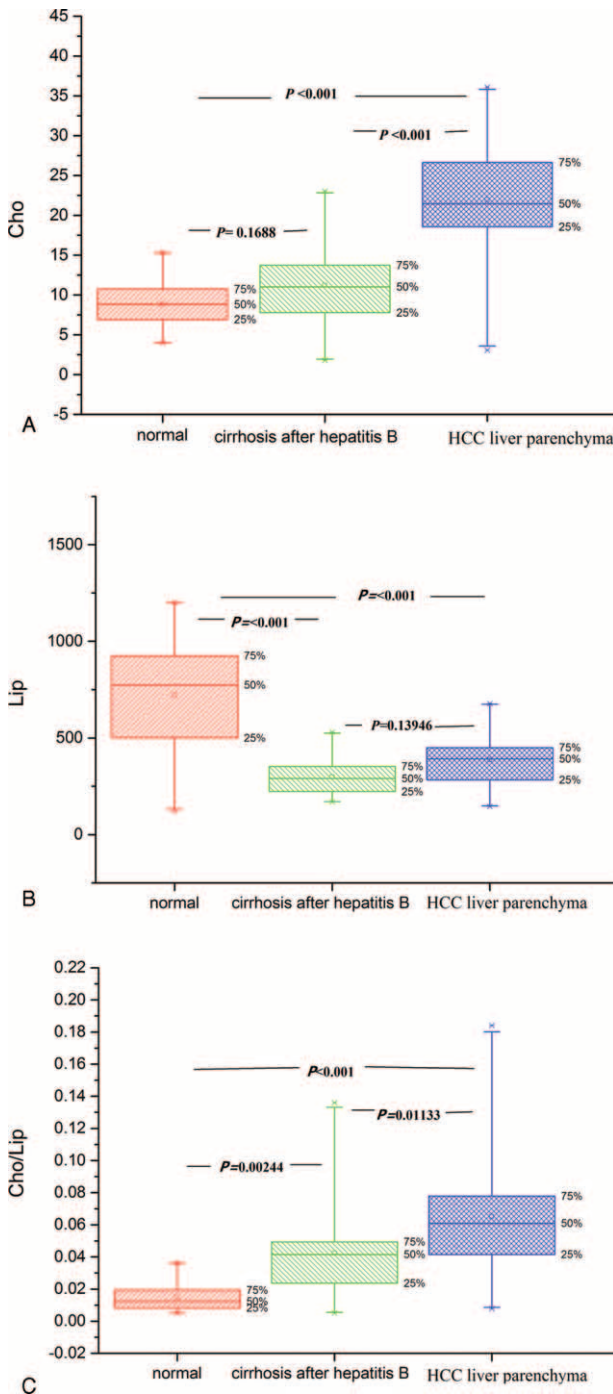 45
40
35
30
25
20
15
10
5
0
-5
Cho
P <0.001
P <0.001
P= 0.1688
75%
50%
25%
75%
50%
25%
75%
50%
25%
A
normal
cirrhosis after hepatitis B
HCC liver parenchyma
1500
1000
500
0
Lip
P=<0.001
P=<0.001
P=0.13946
75%
50%
25%
75%
50%
25%
75%
50%
25%
B
normal
cirrhosis after hepatitis B
HCC liver parenchyma
0.22
0.20
0.18
0.16
0.14
0.12
0.10
0.08
0.06
0.04
0.02
0.00
-0.02
Cho/Lip
P<0.001
P=0.01133
P=0.00244
75%
50%
25%
75%
50%
25%
75%
50%
25%
C
normal
cirrhosis after hepatitis B
HCC liver parenchyma